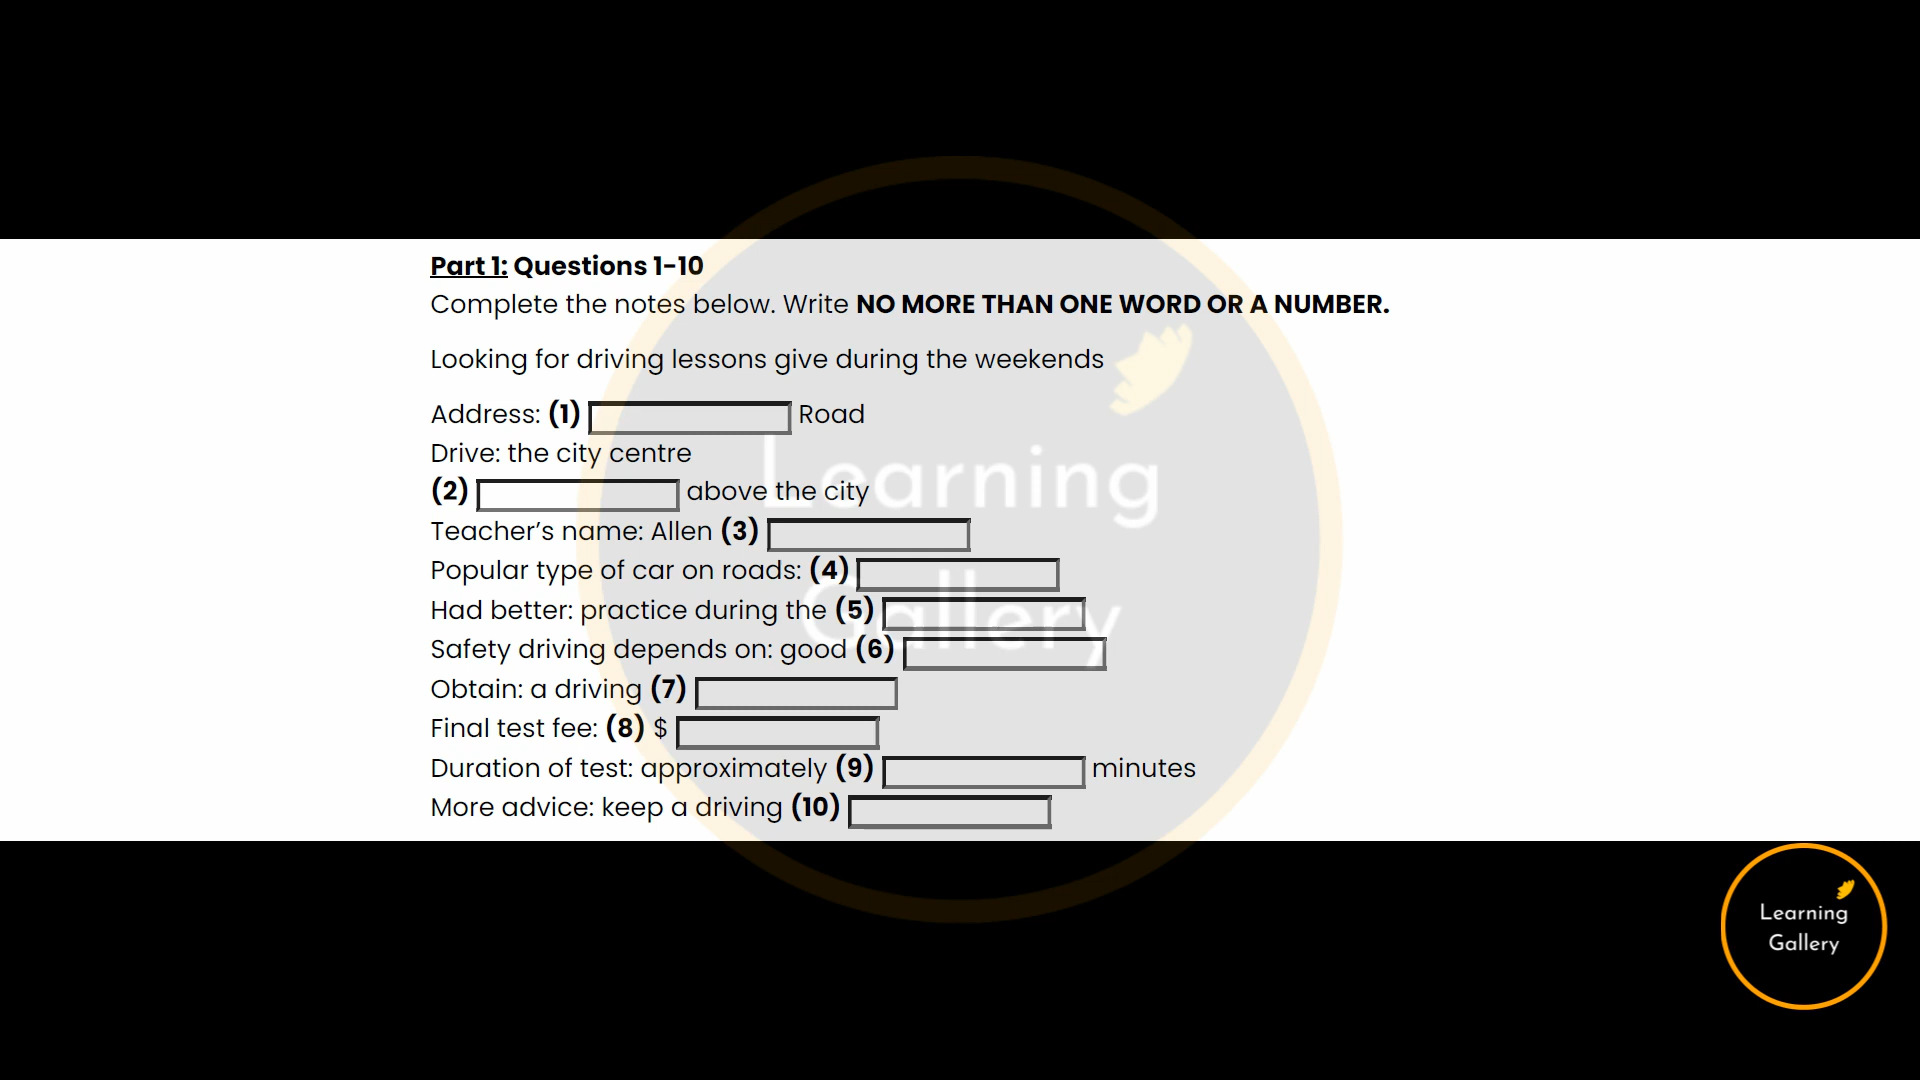 Part 1: Questions 1-10
Complete the notes below. Write NO MORE THAN ONE WORD OR A NUMBER.
Looking for driving lessons give during the weekends
Address: (1) Road
Drive: the city centre
(2) above the city
Teacher’s name: Allen (3)
Popular type of car on roads: (4)
Had better: practice during the (5)
Safety driving depends on: good (6)
Obtain: a driving (7)
Final test fee: (8) $
Duration of test: approximately (9) minutes
More advice: keep a driving (10)
Learning
Gallery
Learning
Gallery